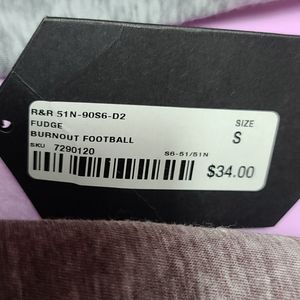 R&R 51N-90S6-D2
FUDGE
BURNOUT FOOTBALL
SKU 7290120
S6-51/51N
SIZE
S
$34.00